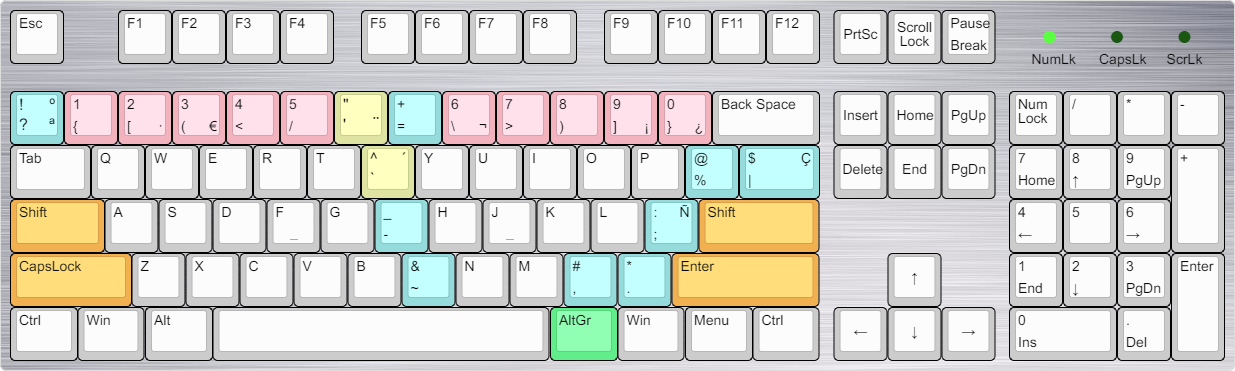 Esc F1 F2 F3 F4 F5 F6 F7 F8 F9 F10 F11 F12 PrtSc Scroll Lock Pause Break
NumLk CapsLk ScrLk
! º ? ª 1 { 2 [ · 3 ( € 4 < 5 / " ' ¨ + = 6 \ ¬ 7 > 8 ) 9 ] ¡ 0 } ¿ Back Space Insert Home PgUp Num Lock / * -
Tab Q W E R T ^ ´ ` Y U I O P @ % $ Ç | Delete End PgDn 7 Home 8 ↑ 9 PgUp +
Shift A S D F _ G _ - H J _ K L : Ñ ; Shift 4 ← 5 6 →
CapsLock Z X C V B & ~ N M # , * . Enter ↑ 1 End 2 ↓ 3 PgDn Enter
Ctrl Win Alt AltGr Win Menu Ctrl ← ↓ → 0 Ins . Del